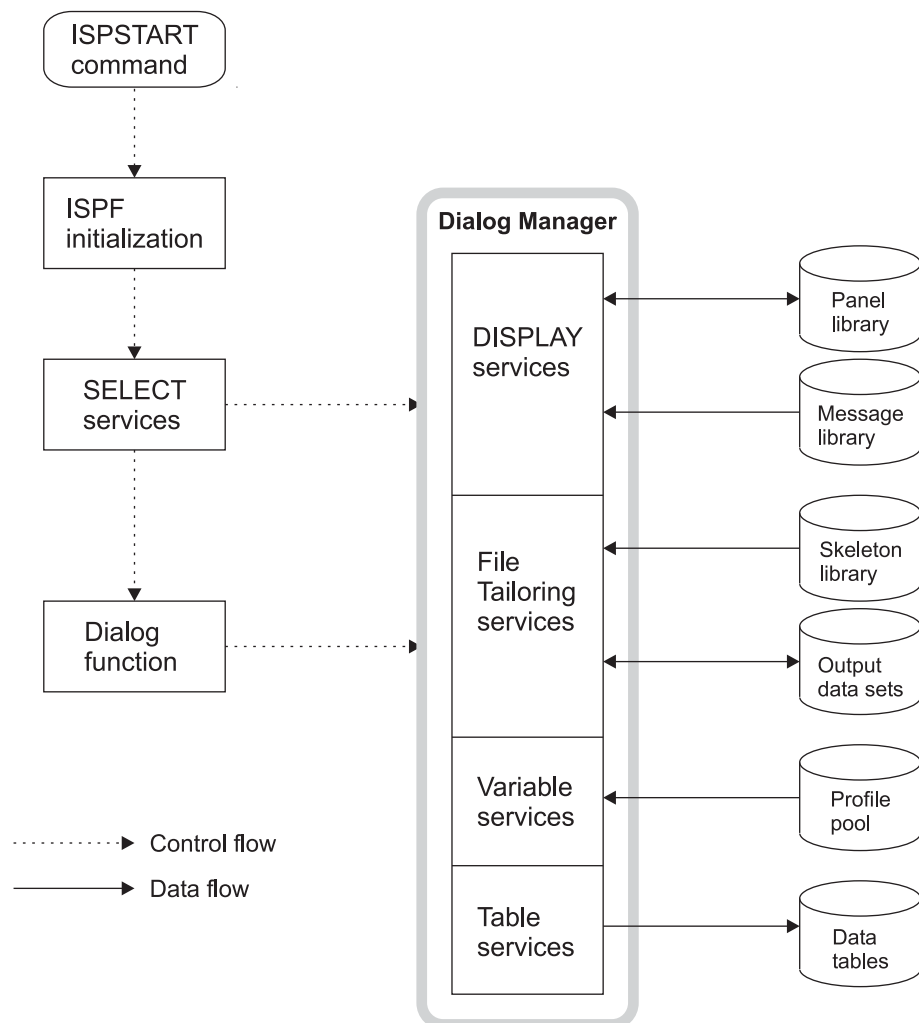 ISPSTART
command
ISPF
initialization
SELECT
services
Dialog
function
Control flow
Data flow
Dialog Manager
DISPLAY
services
File
Tailoring
services
Variable
services
Table
services
Panel
library
Message
library
Skeleton
library
Output
data sets
Profile
pool
Data
tables